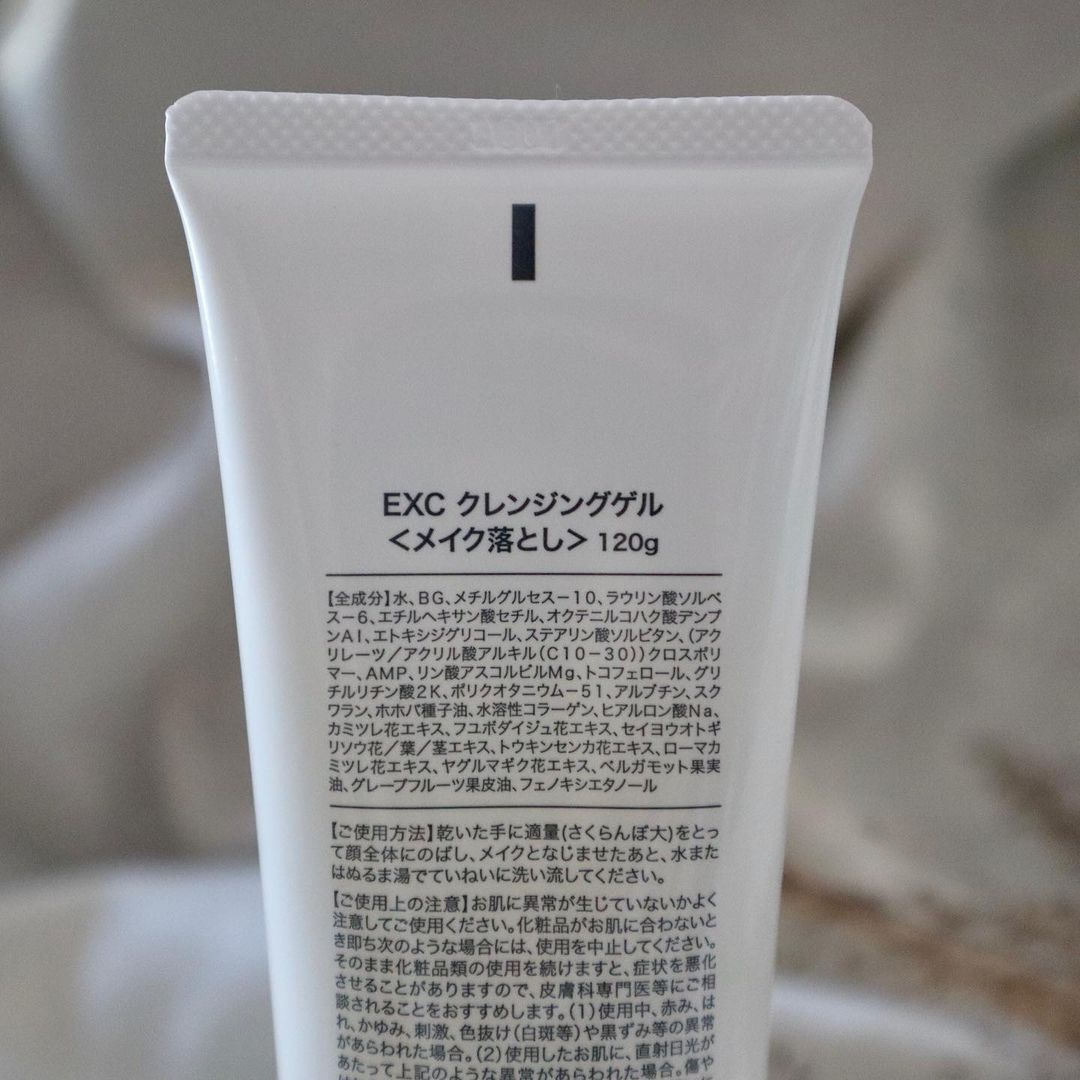 EXC クレンジングゲル
＜メイク落とし＞ 120g
【全成分】水、BG、メチルグルセス－10、ラウリン酸ソルベ
ス－6、エチルヘキサン酸セチル、オクテニルコハク酸デンプ
ンAl、エトキシジグリコール、ステアリン酸ソルビタン、（アク
リレーツ／アクリル酸アルキル（C10－30））クロスポリ
マー、AMP、リン酸アスコルビルMg、トコフェロール、グリ
チルリチン酸2K、ポリクオタニウム－51、アルブチン、スク
ワラン、ホホバ種子油、水溶性コラーゲン、ヒアルロン酸Na、
カミツレ花エキス、フユボダイジュ花エキス、セイヨウオトギ
リソウ花／葉／茎エキス、トウキンセンカ花エキス、ローマカ
ミツレ花エキス、ヤグルマギク花エキス、ベルガモット果実
油、グレープフルーツ果皮油、フェノキシエタノール
【ご使用方法】乾いた手に適量（さくらんぼ大）をとっ
て顔全体にのばし、メイクとなじませたあと、水また
はぬるま湯でていねいに洗い流してください。
【ご使用上の注意】お肌に異常が生じていないかよく
注意してご使用ください。化粧品がお肌に合わないと
き即ち次のような場合には、使用を中止してください。
そのまま化粧品類の使用を続けますと、症状を悪化
させることがありますので、皮膚科専門医等にご相
談されることをおすすめします。（1）使用中、赤み、は
れ、かゆみ、刺激、色抜け（白斑等）や黒ずみ等の異常
があらわれた場合。（2）使用したお肌に、直射日光が
あたって上記のような異常があらわれた場合。傷や